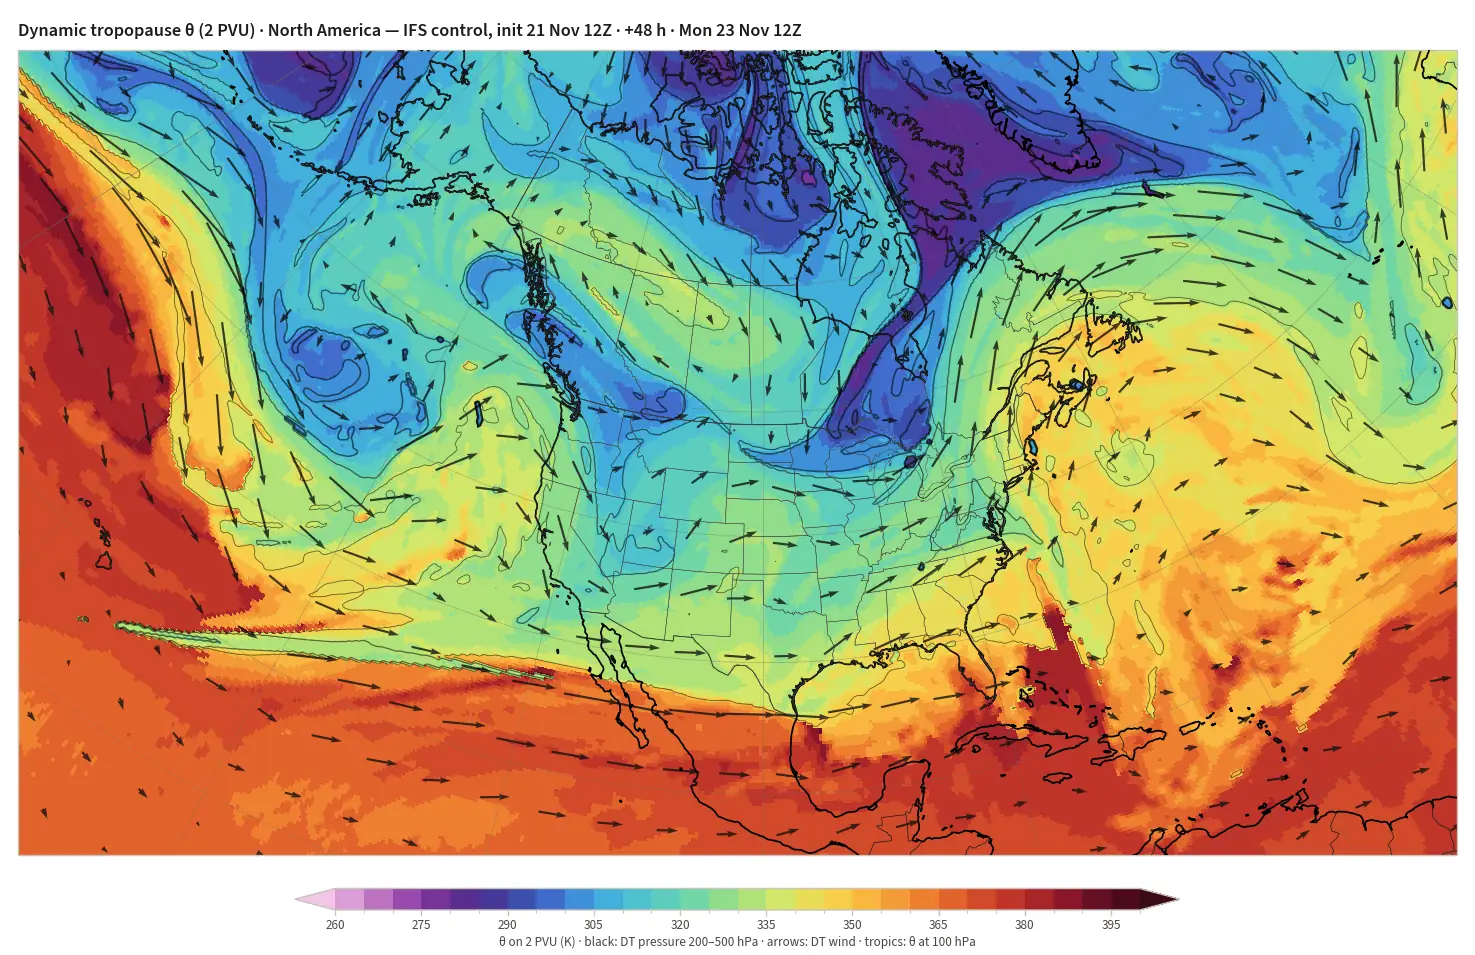 Dynamic tropopause θ (2 PVU) · North America — IFS control, init 21 Nov 12Z · +48 h · Mon 23 Nov 12Z
260 275 290 305 320 335 350 365 380 395
θ on 2 PVU (K) · black: DT pressure 200–500 hPa · arrows: DT wind · tropics: θ at 100 hPa